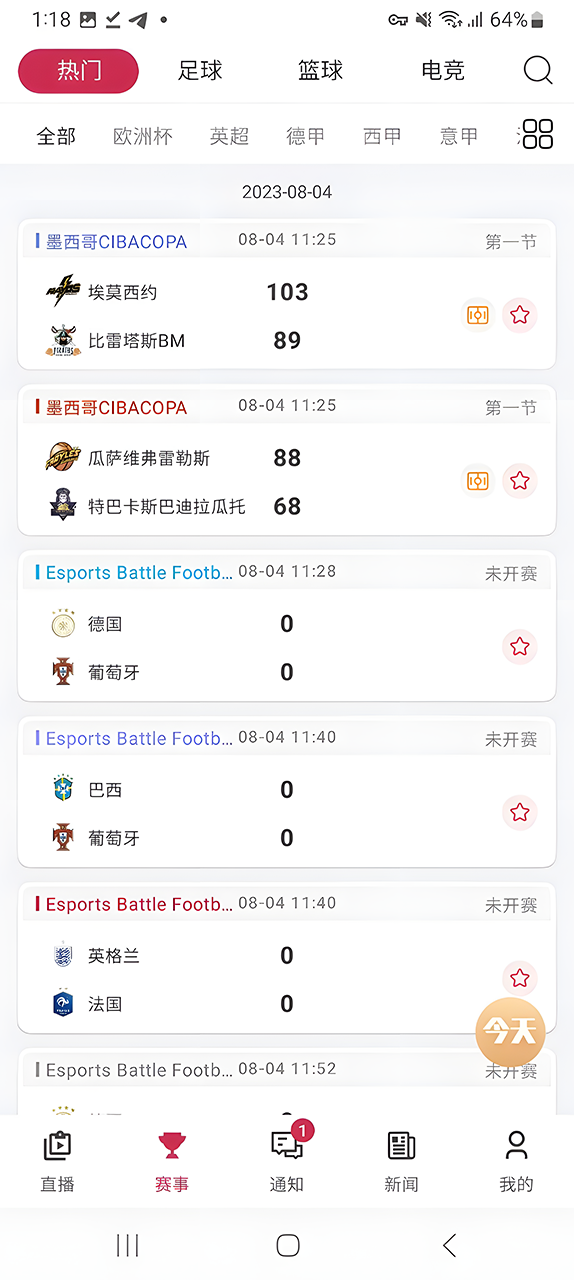 1:18 64%
热门 足球 篮球 电竞
全部 欧洲杯 英超 德甲 西甲 意甲
2023-08-04
墨西哥CIBACOPA 08-04 11:25 第一节
埃莫西约 103
比雷塔斯BM 89
墨西哥CIBACOPA 08-04 11:25 第一节
瓜萨维弗雷勒斯 88
特巴卡斯巴迪拉瓜托 68
Esports Battle Footb... 08-04 11:28 未开赛
德国 0
葡萄牙 0
Esports Battle Footb... 08-04 11:40 未开赛
巴西 0
葡萄牙 0
Esports Battle Footb... 08-04 11:40 未开赛
英格兰 0
法国 0
今天
Esports Battle Footb... 08-04 11:52 未开赛
1
直播 赛事 通知 新闻 我的